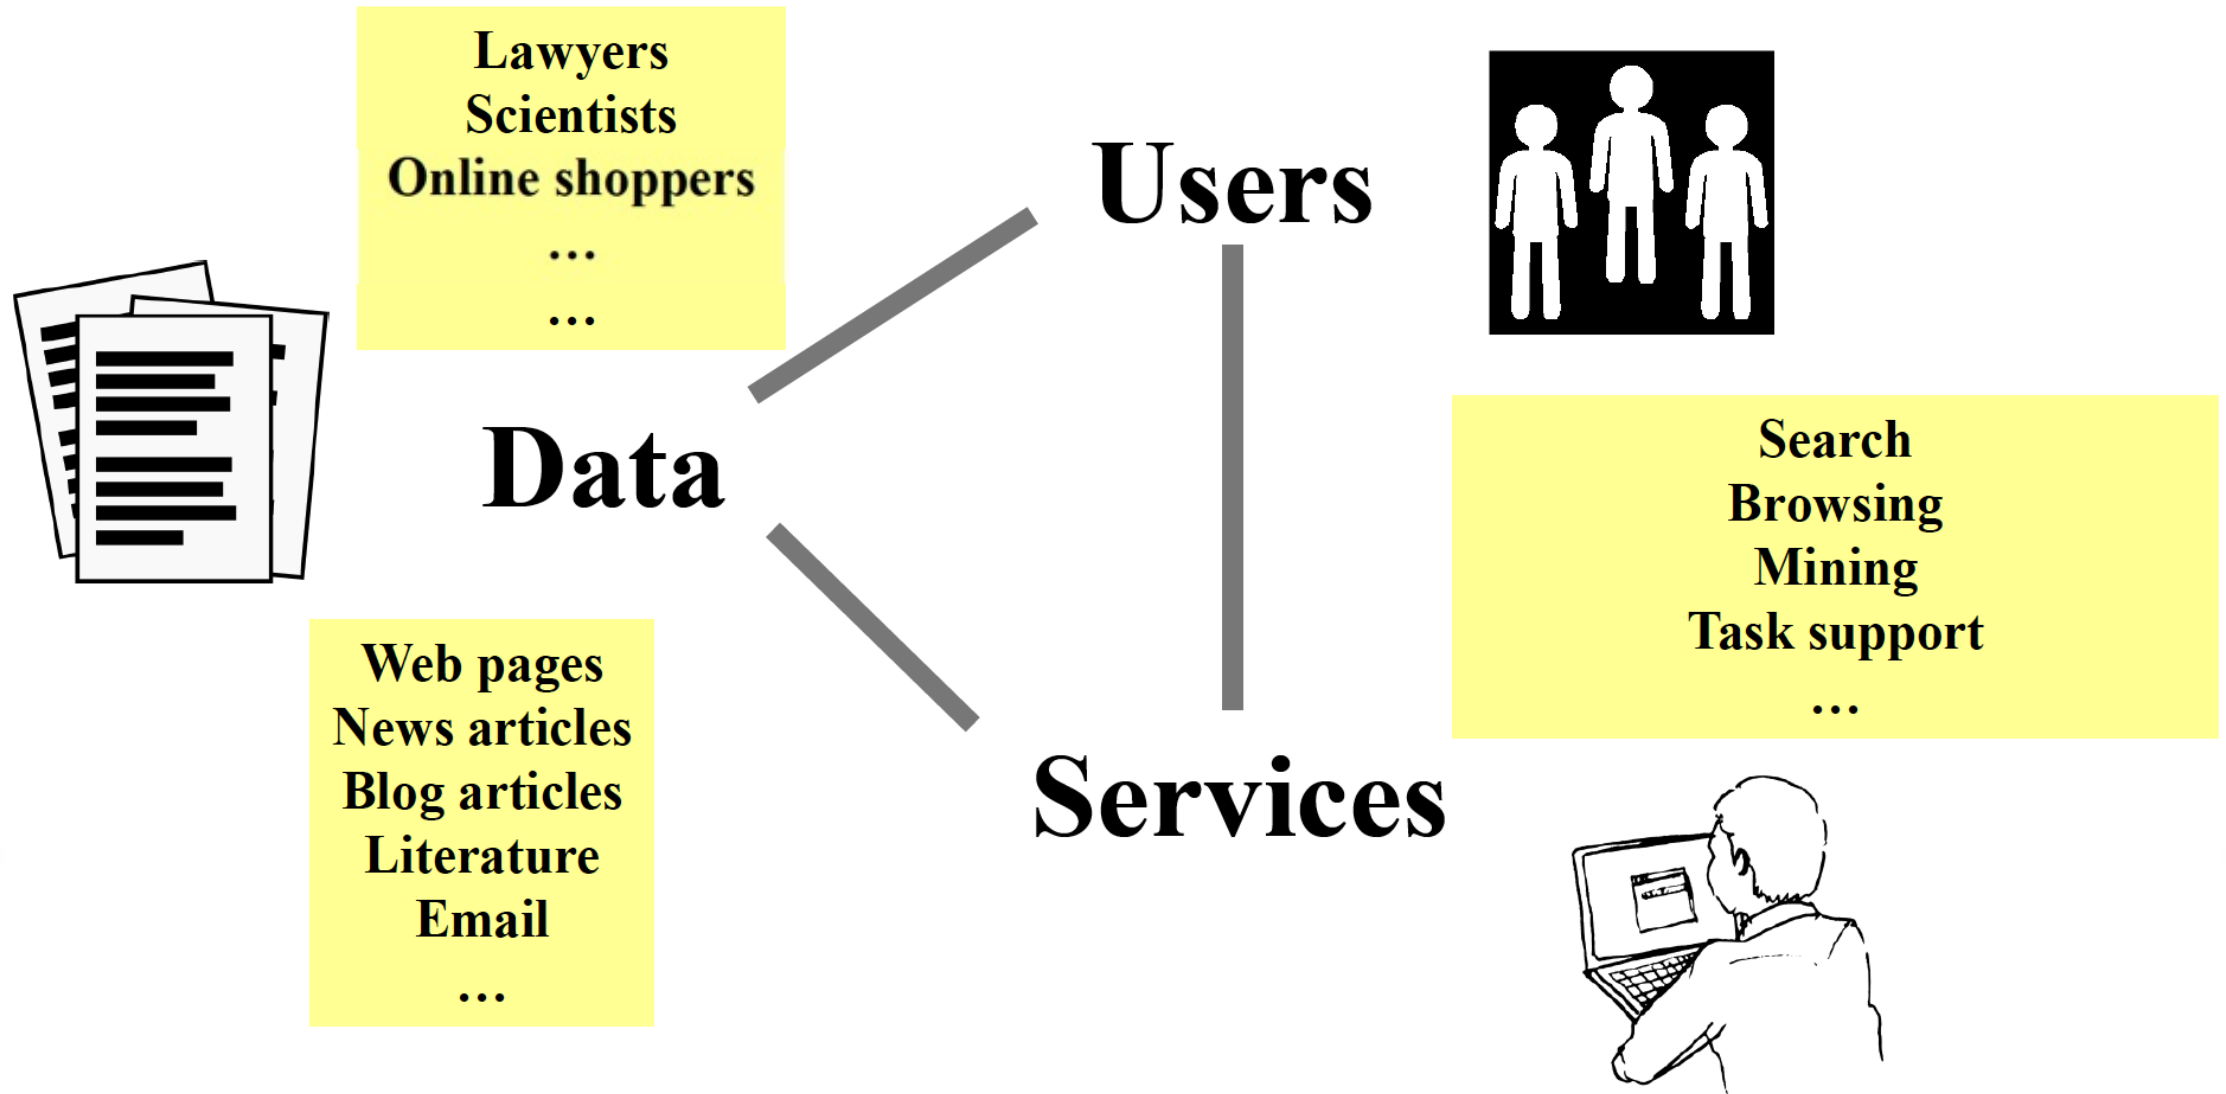 Lawyers
Scientists
Online shoppers
…
…
Users
Data
Search
Browsing
Mining
Task support
…
Web pages
News articles
Blog articles
Literature
Email
…
Services